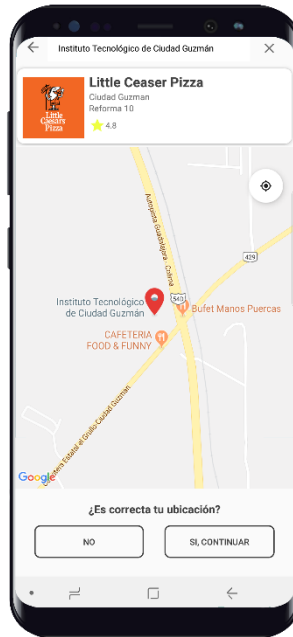 Instituto Tecnológico de Ciudad Guzmán
Little Ceaser Pizza
Ciudad Guzman
Reforma 10
4.8
Little
Caesars
Pizza
Autopista Guadalajara - Colima
429
Instituto Tecnológico
de Ciudad Guzmán
Bufet Manos Puercas
CAFETERIA
FOOD & FUNNY
Carretera Estatal el Grullo-Ciudad Guzman
Google
¿Es correcta tu ubicación?
NO
SI, CONTINUAR